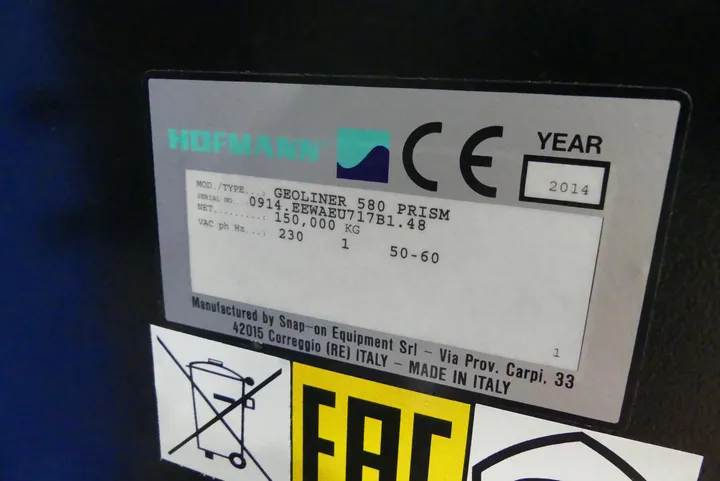 HOFMANN
CE
YEAR
2014
MOD./TYPE...: GEOLINER 580 PRISM
SERIAL NO 0914.EEWAEU717B1.48
NET.........: 150,000 KG
VAC ph Hz...: 230 1 50-60
1
Manufactured by Snap-on Equipment Srl - Via Prov. Carpi, 33
42015 Correggio (RE) ITALY - MADE IN ITALY
EAC